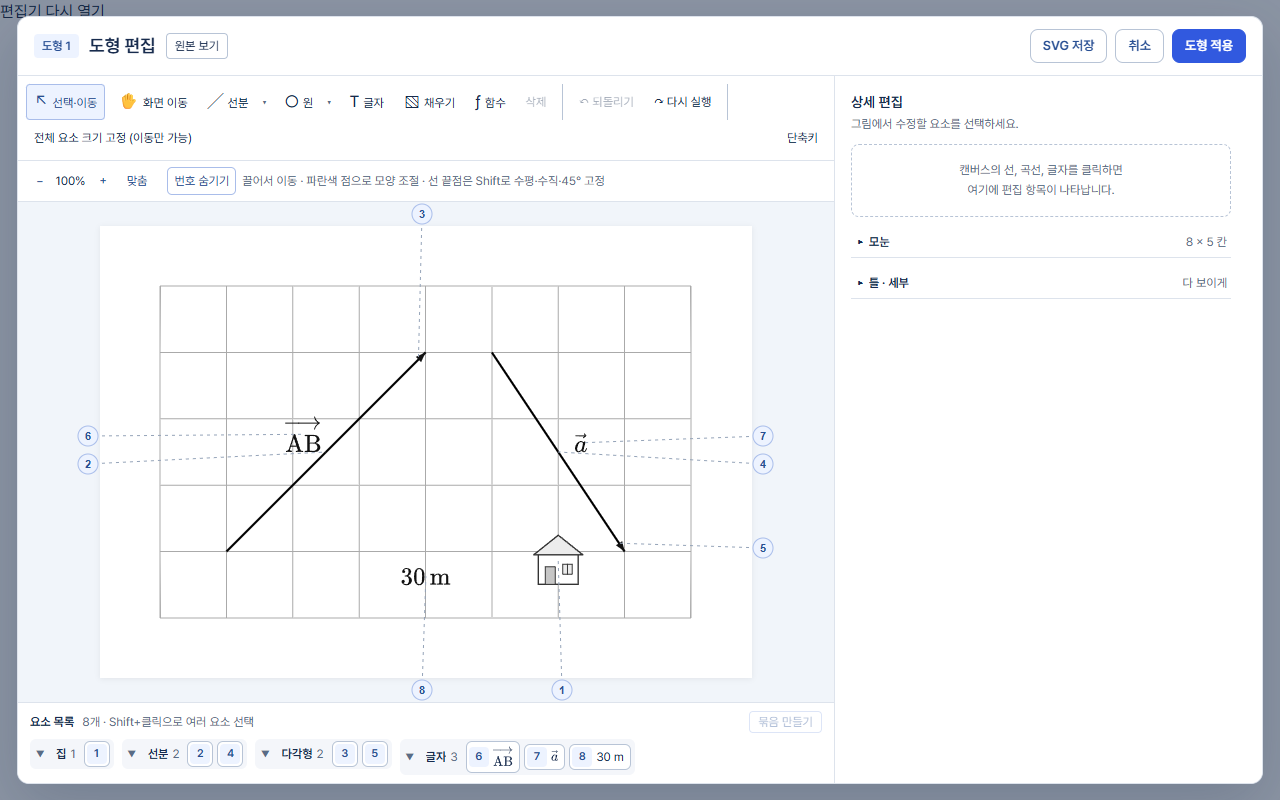 편집기 다시 열기
도형 1 도형 편집 원본 보기 SVG 저장 취소 도형 적용
선택·이동 화면 이동 선분 원 T 글자 채우기 f 함수 삭제 되돌리기 다시 실행
전체 요소 크기 고정 (이동만 가능) 단축키
− 100% + 맞춤 번호 숨기기 끌어서 이동 · 파란색 점으로 모양 조절 · 선 끝점은 Shift로 수평·수직·45° 고정
상세 편집
그림에서 수정할 요소를 선택하세요.
캔버스의 선, 곡선, 글자를 클릭하면
여기에 편집 항목이 나타납니다.
▸ 모눈 8 × 5 칸
▸ 틀 · 세부 다 보이게
3
6 AB a 7
2 4
5
30 m
8 1
요소 목록 8개 · Shift+클릭으로 여러 요소 선택 묶음 만들기
▼ 집 1 1 ▼ 선분 2 2 4 ▼ 다각형 2 3 5 ▼ 글자 3 6 AB 7 a 8 30 m